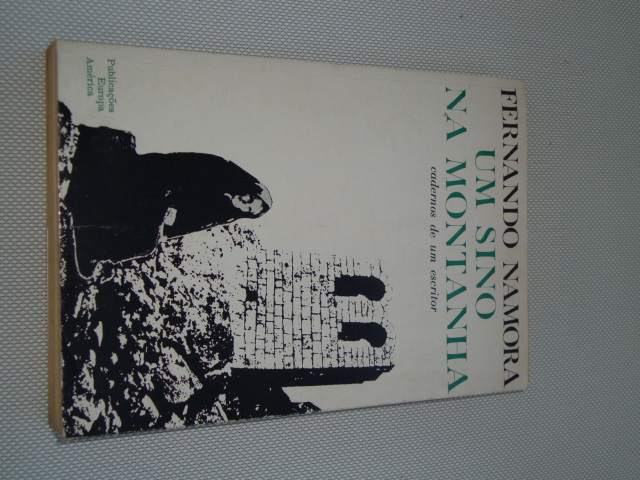 FERNANDO NAMORA
UM SINO
NA MONTANHA
cadernos de um escritor
Publicações
Europa
América